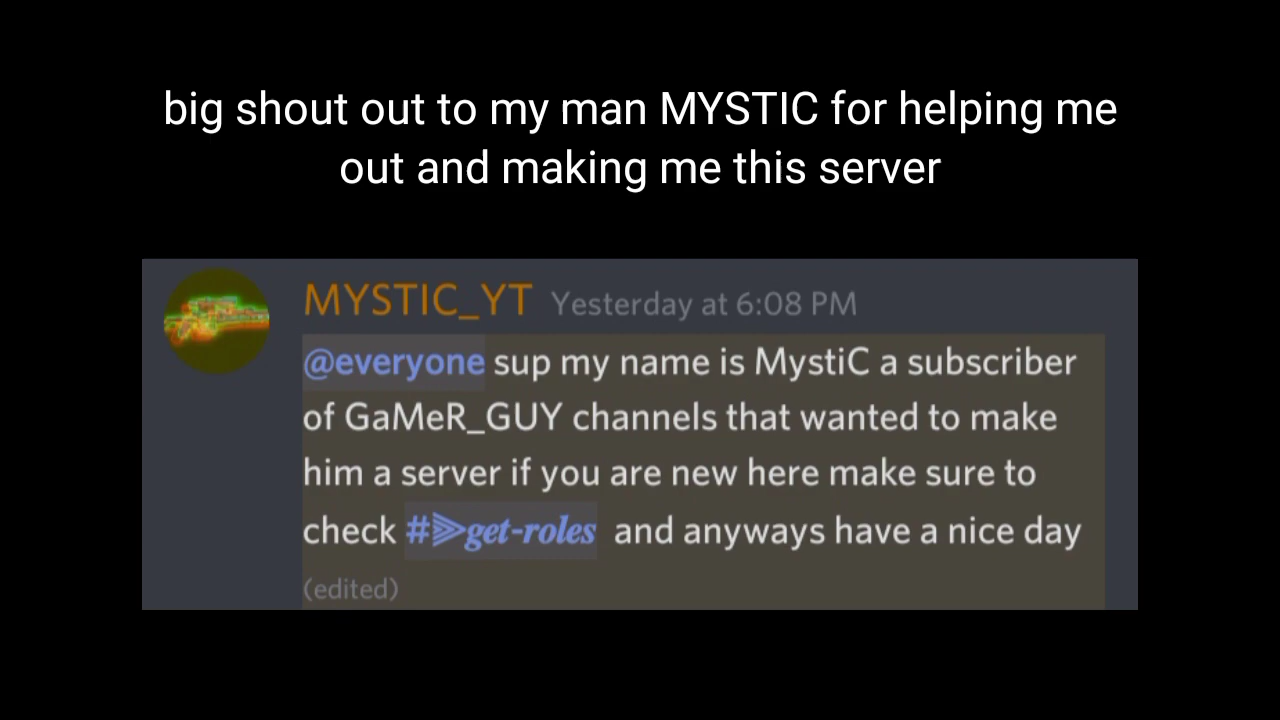 big shout out to my man MYSTIC for helping me
out and making me this server
MYSTIC_YT Yesterday at 6:08 PM
@everyone sup my name is MystiC a subscriber
of GaMeR_GUY channels that wanted to make
him a server if you are new here make sure to
check #⫸𝒈𝒆𝒕-𝒓𝒐𝒍𝒆𝒔 and anyways have a nice day
(edited)